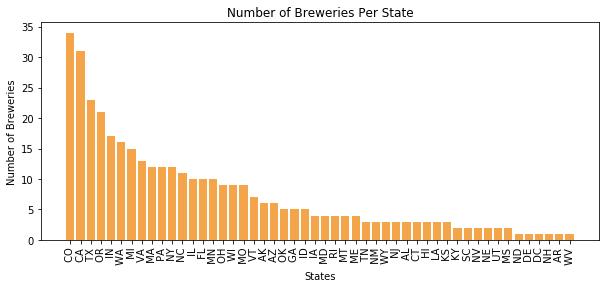 Number of Breweries Per State
Number of Breweries
35
30
25
20
15
10
5
0
CO CA TX OR IN WA MI VA MA PA NY NC IL FL MN OH WI MO VT AK AZ OK GA ID IA MD RI MT ME TN NM WY NJ AL CT HI LA KS KY SC NV NE UT MS ND DE DC NH AR WV
States